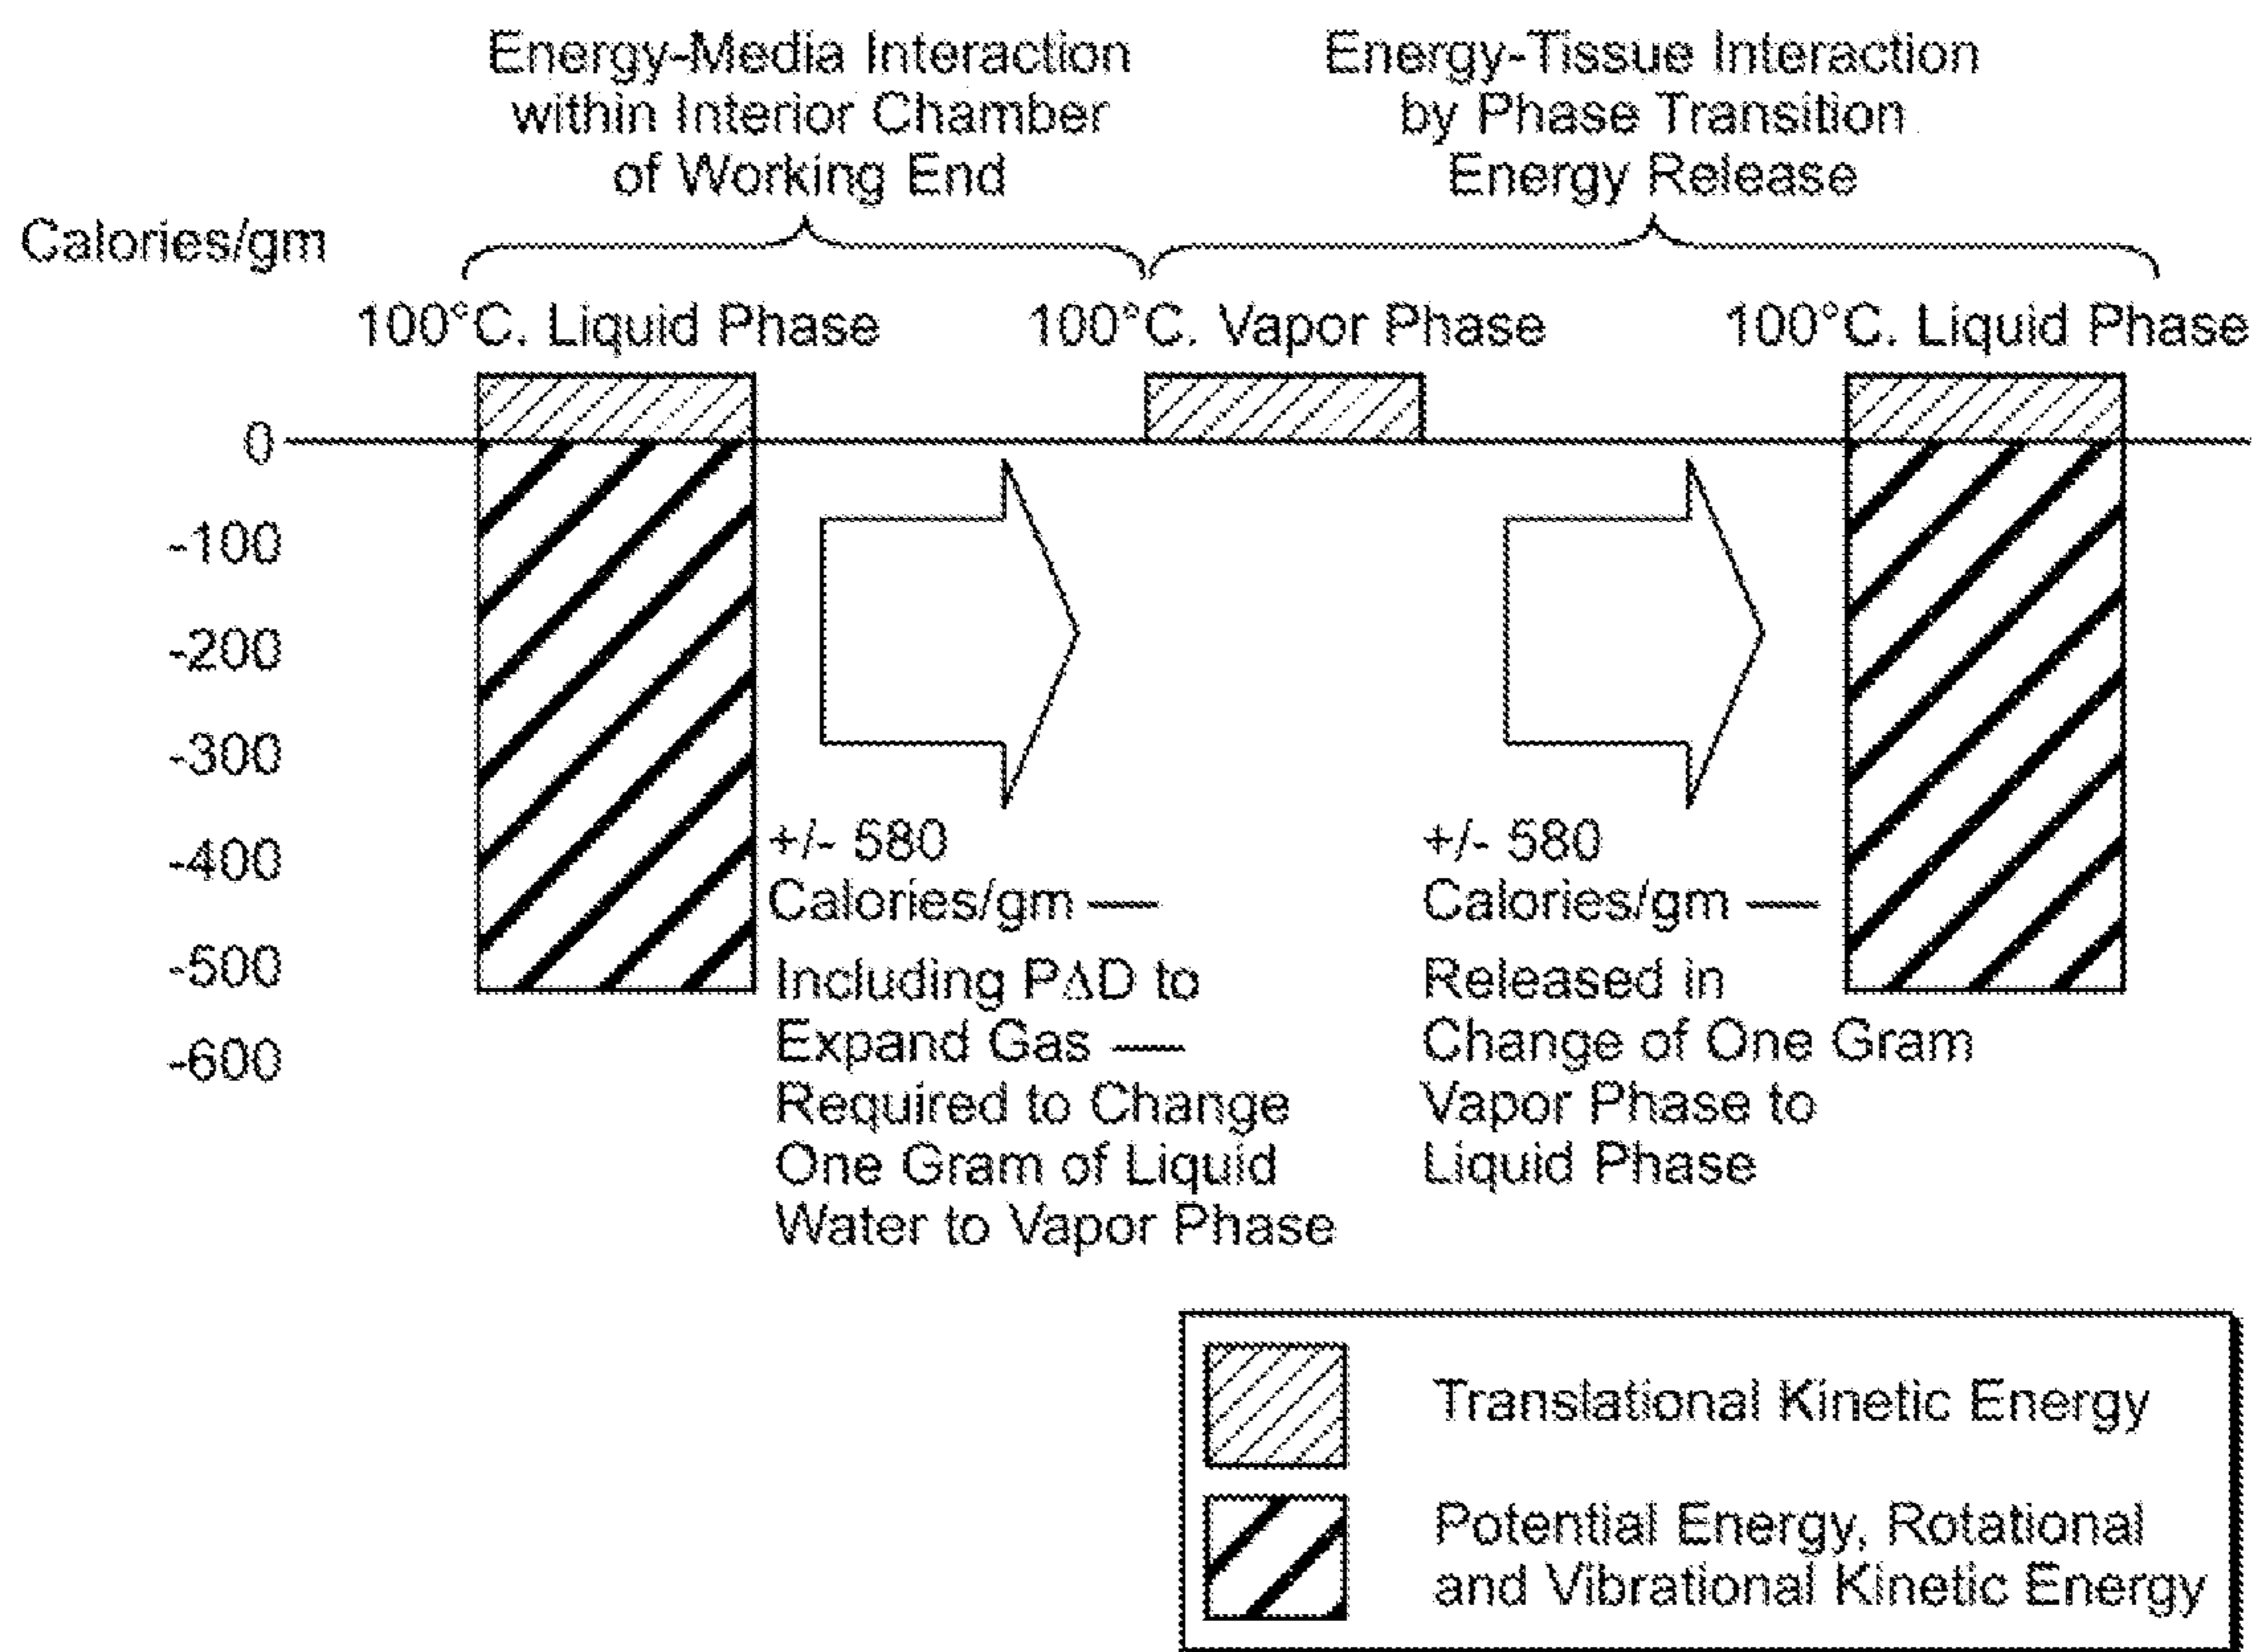 Energy-Media Interaction
within Interior Chamber
of Working End
Energy-Tissue Interaction
by Phase Transition
Energy Release
Calories/gm
100°C. Liquid Phase
100°C. Vapor Phase
100°C. Liquid Phase
0
-100
-200
-300
-400
-500
-600
+/- 580
Calories/gm —
Including PΔD to
Expand Gas —
Required to Change
One Gram of Liquid
Water to Vapor Phase
+/- 580
Calories/gm —
Released in
Change of One Gram
Vapor Phase to
Liquid Phase
Translational Kinetic Energy
Potential Energy, Rotational
and Vibrational Kinetic Energy